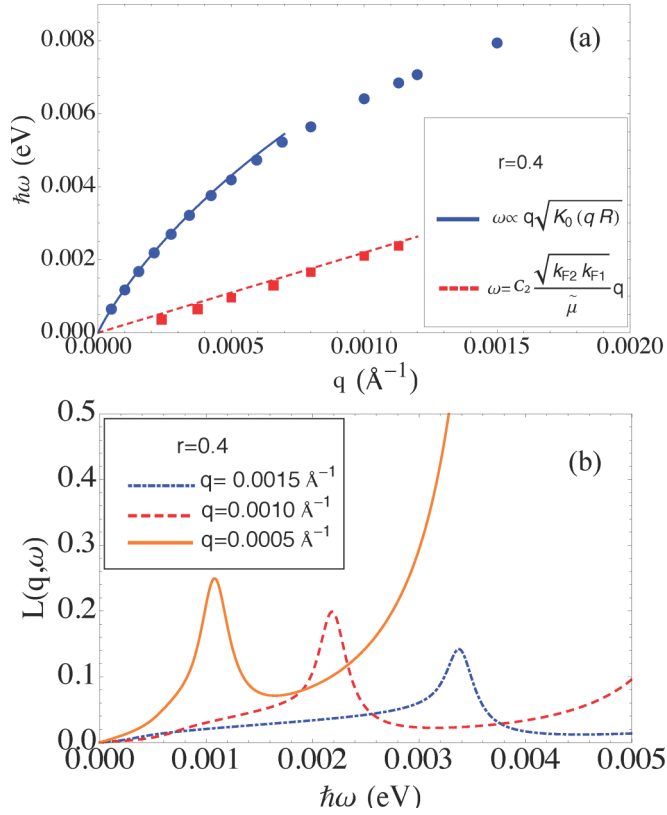 0.008
0.006
0.004
0.002
0.000
ħω (eV)
(a)
r=0.4
ω∝ q√K₀ (q R)
ω= C₂ √k_F2 k_F1 / μ̃ q
0.0000 0.0005 0.0010 0.0015 0.0020
q (Å⁻¹)
0.5
0.4
0.3
0.2
0.1
0.0
L(q,ω)
(b)
r=0.4
q= 0.0015 Å⁻¹
q=0.0010 Å⁻¹
q=0.0005 Å⁻¹
0.000 0.001 0.002 0.003 0.004 0.005
ħω (eV)